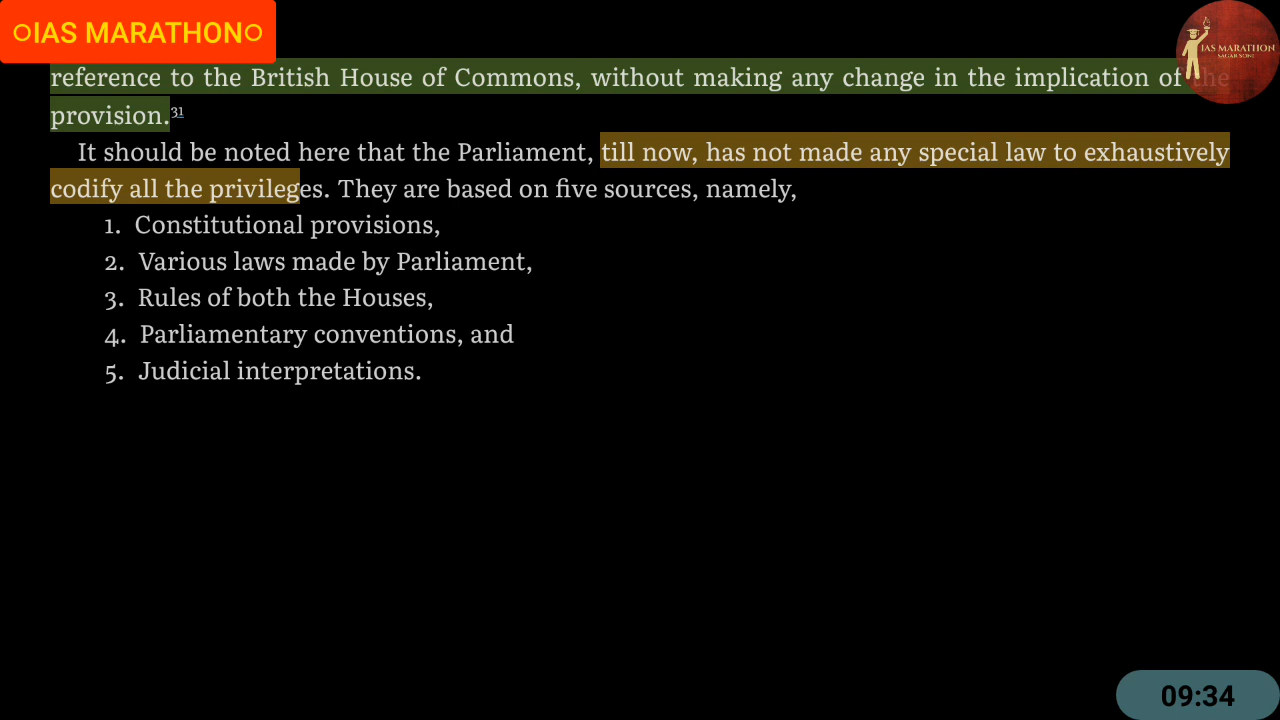 ○IAS MARATHON○
IAS MARATHON
SAGAR SONI
reference to the British House of Commons, without making any change in the implication of the
provision.31
It should be noted here that the Parliament, till now, has not made any special law to exhaustively
codify all the privileges. They are based on five sources, namely,
1. Constitutional provisions,
2. Various laws made by Parliament,
3. Rules of both the Houses,
4. Parliamentary conventions, and
5. Judicial interpretations.
09:34